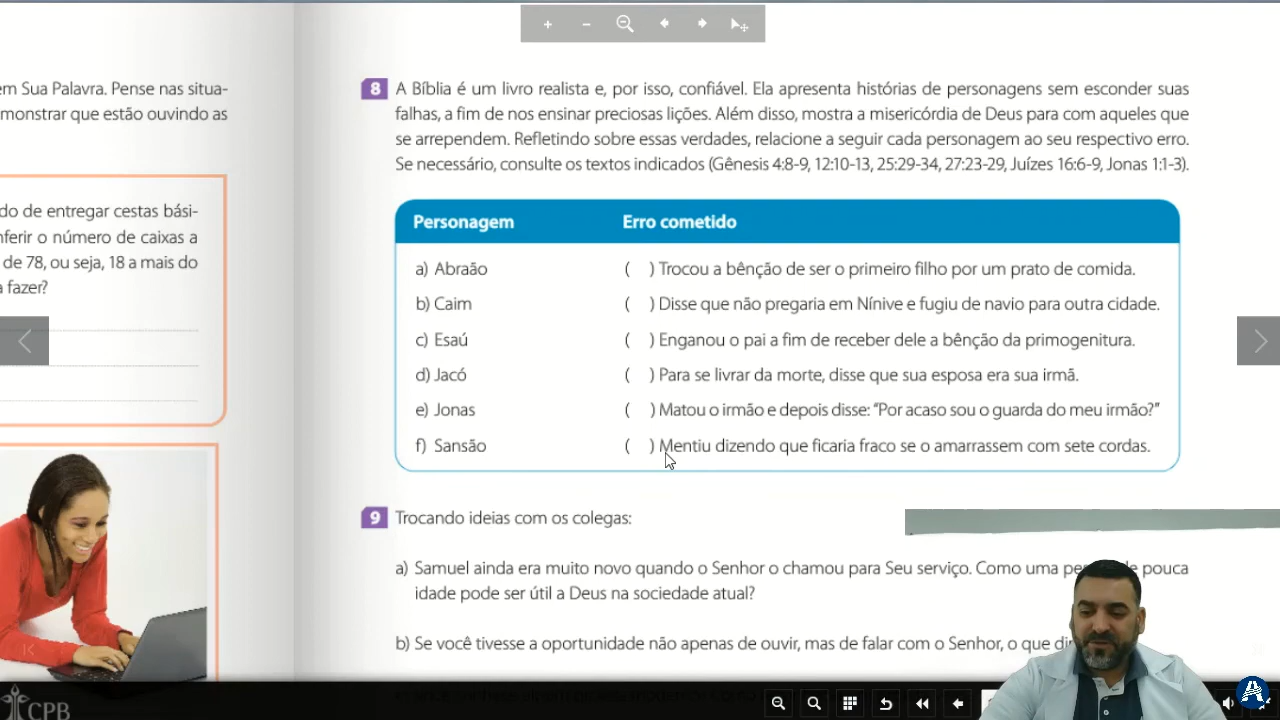 em Sua Palavra. Pense nas situa-
monstrar que estão ouvindo as
do de entregar cestas bási-
nferir o número de caixas a
de 78, ou seja, 18 a mais do
a fazer?
CPB
8 A Bíblia é um livro realista e, por isso, confiável. Ela apresenta histórias de personagens sem esconder suas
falhas, a fim de nos ensinar preciosas lições. Além disso, mostra a misericórdia de Deus para com aqueles que
se arrependem. Refletindo sobre essas verdades, relacione a seguir cada personagem ao seu respectivo erro.
Se necessário, consulte os textos indicados (Gênesis 4:8-9, 12:10-13, 25:29-34, 27:23-29, Juízes 16:6-9, Jonas 1:1-3).
Personagem Erro cometido
a) Abraão ( ) Trocou a bênção de ser o primeiro filho por um prato de comida.
b) Caim ( ) Disse que não pregaria em Nínive e fugiu de navio para outra cidade.
c) Esaú ( ) Enganou o pai a fim de receber dele a bênção da primogenitura.
d) Jacó ( ) Para se livrar da morte, disse que sua esposa era sua irmã.
e) Jonas ( ) Matou o irmão e depois disse: “Por acaso sou o guarda do meu irmão?”
f) Sansão ( ) Mentiu dizendo que ficaria fraco se o amarrassem com sete cordas.
9 Trocando ideias com os colegas:
a) Samuel ainda era muito novo quando o Senhor o chamou para Seu serviço. Como uma pouca
idade pode ser útil a Deus na sociedade atual?
b) Se você tivesse a oportunidade não apenas de ouvir, mas de falar com o Senhor, o que